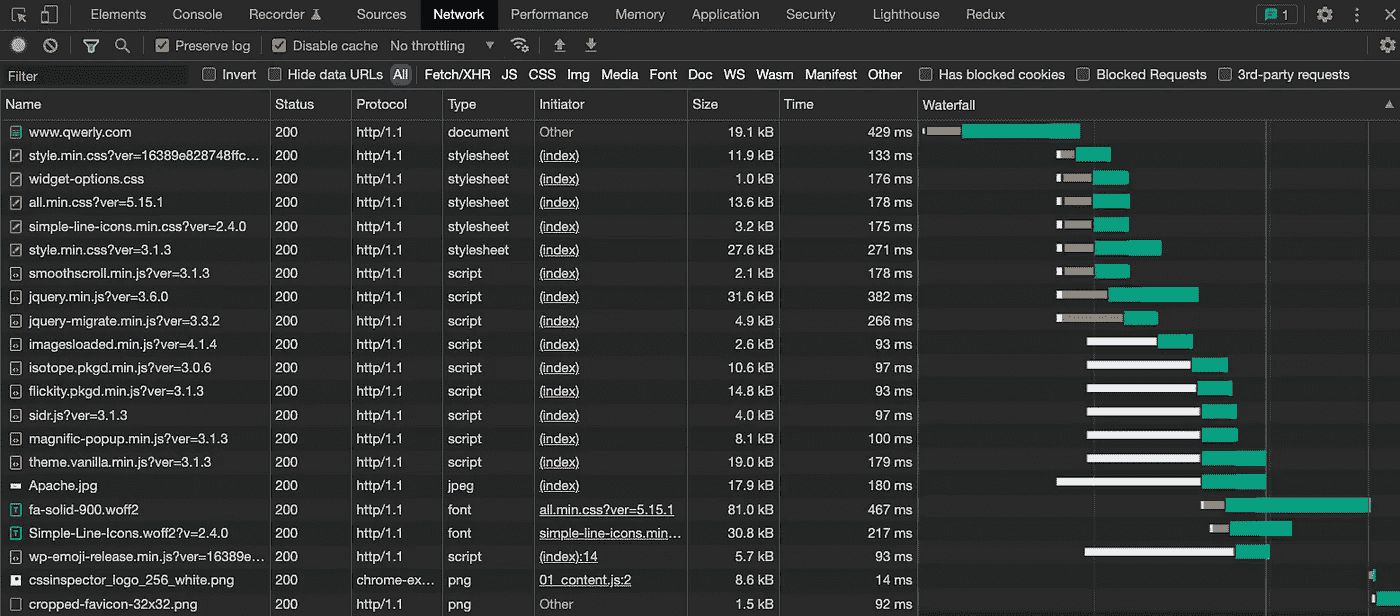 Elements Console Recorder Sources Network Performance Memory Application Security Lighthouse Redux 1
Preserve log Disable cache No throttling
Filter Invert Hide data URLs All Fetch/XHR JS CSS Img Media Font Doc WS Wasm Manifest Other Has blocked cookies Blocked Requests 3rd-party requests
Name Status Protocol Type Initiator Size Time Waterfall
www.qwerly.com 200 http/1.1 document Other 19.1 kB 429 ms
style.min.css?ver=16389e828748ffc... 200 http/1.1 stylesheet (index) 11.9 kB 133 ms
widget-options.css 200 http/1.1 stylesheet (index) 1.0 kB 176 ms
all.min.css?ver=5.15.1 200 http/1.1 stylesheet (index) 13.6 kB 178 ms
simple-line-icons.min.css?ver=2.4.0 200 http/1.1 stylesheet (index) 3.2 kB 175 ms
style.min.css?ver=3.1.3 200 http/1.1 stylesheet (index) 27.6 kB 271 ms
smoothscroll.min.js?ver=3.1.3 200 http/1.1 script (index) 2.1 kB 178 ms
jquery.min.js?ver=3.6.0 200 http/1.1 script (index) 31.6 kB 382 ms
jquery-migrate.min.js?ver=3.3.2 200 http/1.1 script (index) 4.9 kB 266 ms
imagesloaded.min.js?ver=4.1.4 200 http/1.1 script (index) 2.6 kB 93 ms
isotope.pkgd.min.js?ver=3.0.6 200 http/1.1 script (index) 10.6 kB 97 ms
flickity.pkgd.min.js?ver=3.1.3 200 http/1.1 script (index) 14.8 kB 93 ms
sidr.js?ver=3.1.3 200 http/1.1 script (index) 4.0 kB 97 ms
magnific-popup.min.js?ver=3.1.3 200 http/1.1 script (index) 8.1 kB 100 ms
theme.vanilla.min.js?ver=3.1.3 200 http/1.1 script (index) 19.0 kB 179 ms
Apache.jpg 200 http/1.1 jpeg (index) 17.9 kB 180 ms
fa-solid-900.woff2 200 http/1.1 font all.min.css?ver=5.15.1 81.0 kB 467 ms
Simple-Line-Icons.woff2?v=2.4.0 200 http/1.1 font simple-line-icons.min... 30.8 kB 217 ms
wp-emoji-release.min.js?ver=16389e... 200 http/1.1 script (index):14 5.7 kB 93 ms
cssinspector_logo_256_white.png 200 chrome-ex... png 01_content.js:2 8.6 kB 14 ms
cropped-favicon-32x32.png 200 http/1.1 png Other 1.5 kB 92 ms